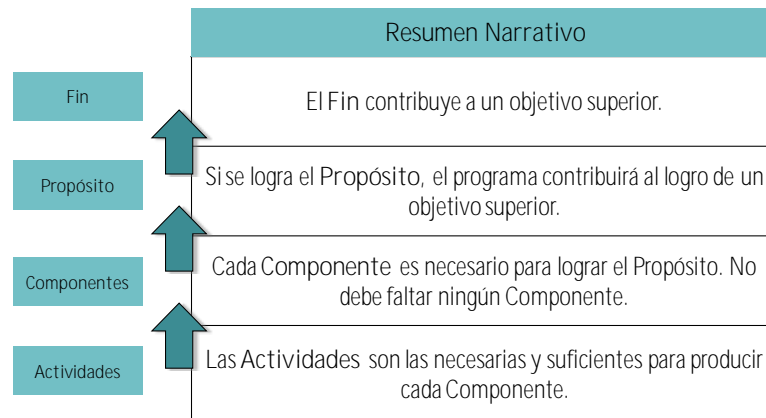 Resumen Narrativo
Fin
El Fin contribuye a un objetivo superior.
Propósito
Si se logra el Propósito, el programa contribuirá al logro de un
objetivo superior.
Componentes
Cada Componente es necesario para lograr el Propósito. No
debe faltar ningún Componente.
Actividades
Las Actividades son las necesarias y suficientes para producir
cada Componente.